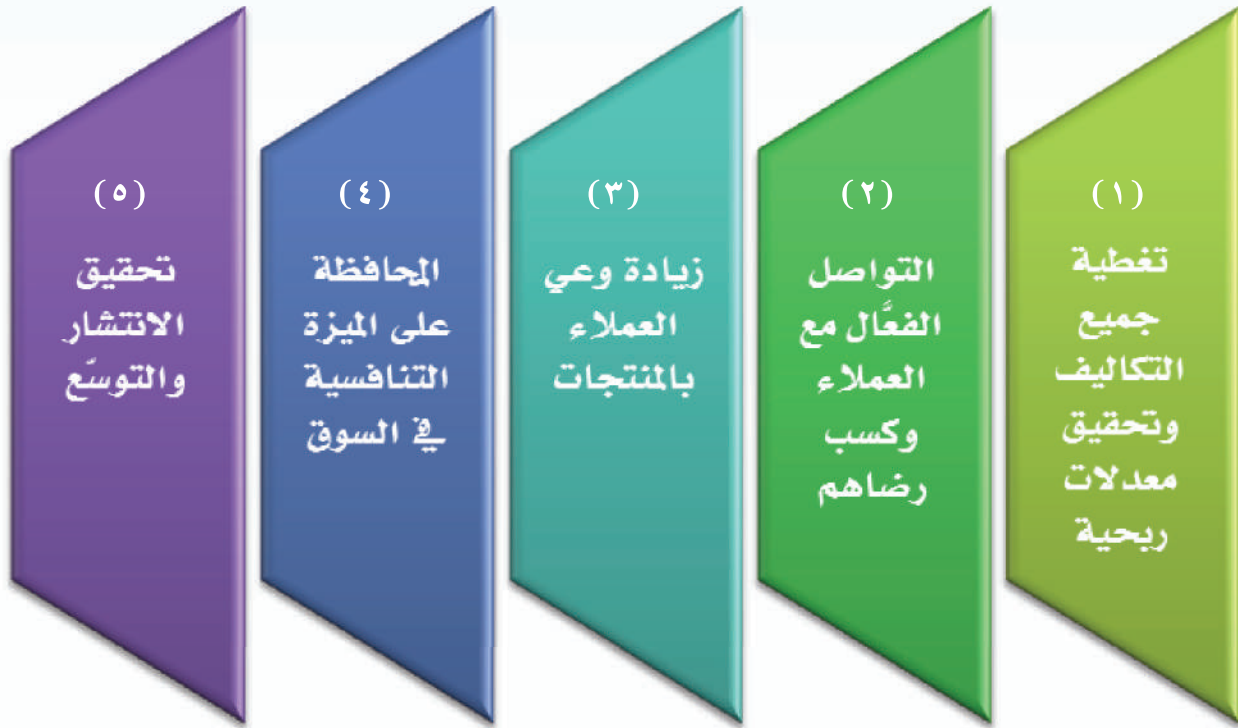 (١)
تغطية
جميع
التكاليف
وتحقيق
معدلات
ربحية
(٢)
التواصل
الفعَّال مع
العملاء
وكسب
رضاهم
(٣)
زيادة وعي
العملاء
بالمنتجات
(٤)
المحافظة
على الميزة
التنافسية
في السوق
(٥)
تحقيق
الانتشار
والتوسّع